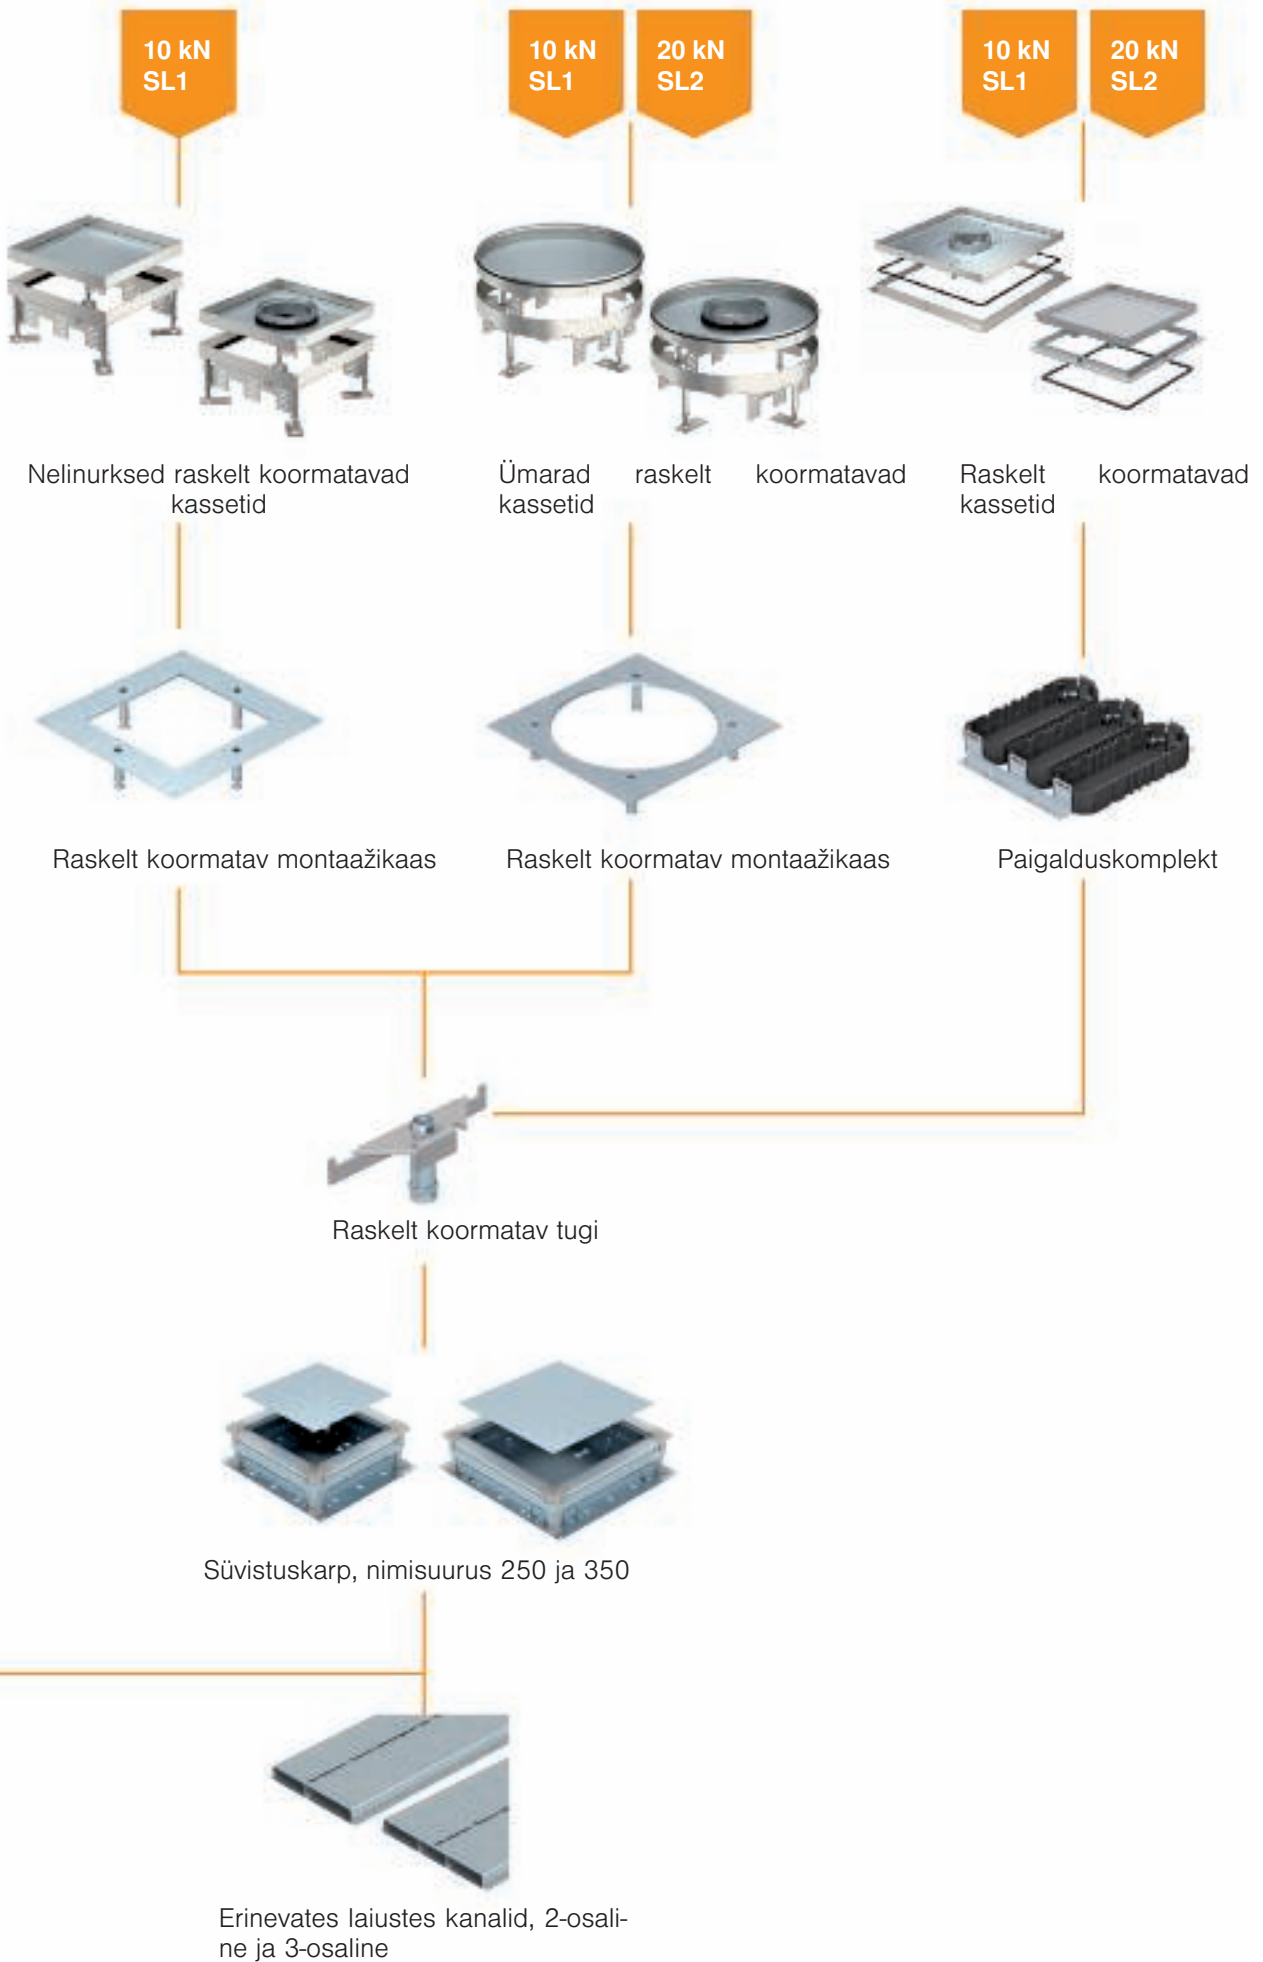 10 kN
SL1
10 kN
SL1
20 kN
SL2
10 kN
SL1
20 kN
SL2
Nelinurksed raskelt koormatavad
kassetid
Ümarad raskelt koormatavad
kassetid
Raskelt koormatavad
kassetid
Raskelt koormatav montaažikaas
Raskelt koormatav montaažikaas
Paigalduskomplekt
Raskelt koormatav tugi
Süvistuskarp, nimisuurus 250 ja 350
Erinevates laiustes kanalid, 2-osali-
ne ja 3-osaline